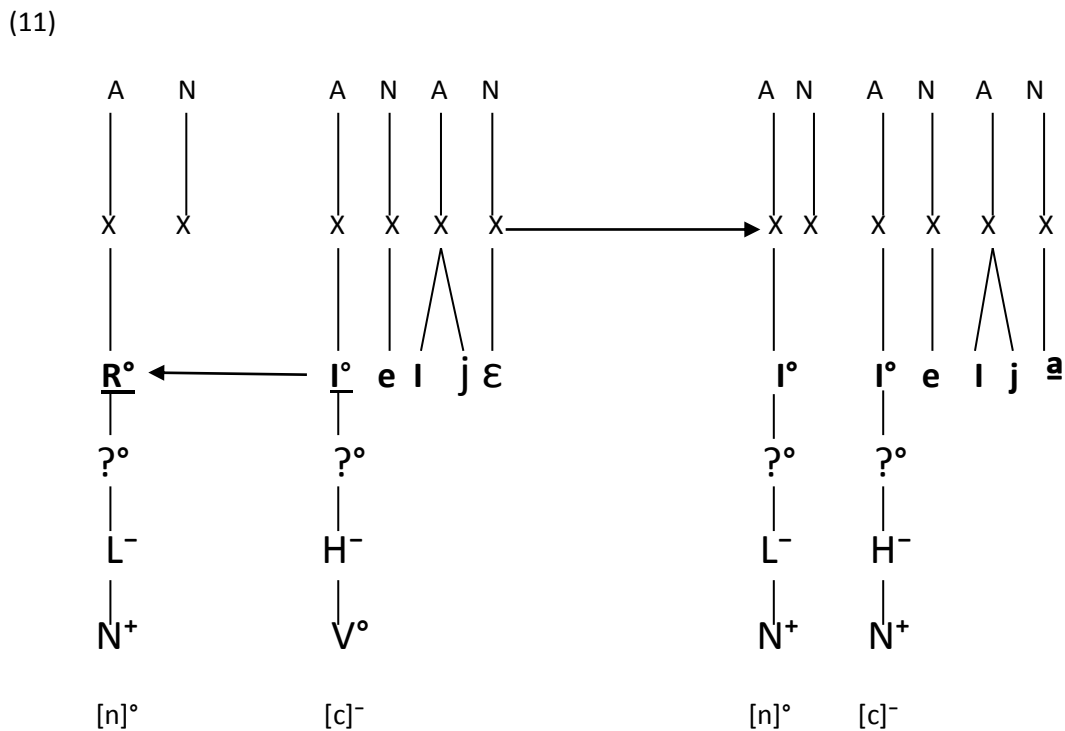 (11)
A N A N A N A N A N A N
X X X X X X X X X X X X
R° I° e I j ɛ I° I° e I j a
?° ?° ?° ?°
L⁻ H⁻ L⁻ H⁻
N⁺ V° N⁺ N⁺
[n]° [c]⁻ [n]° [c]⁻